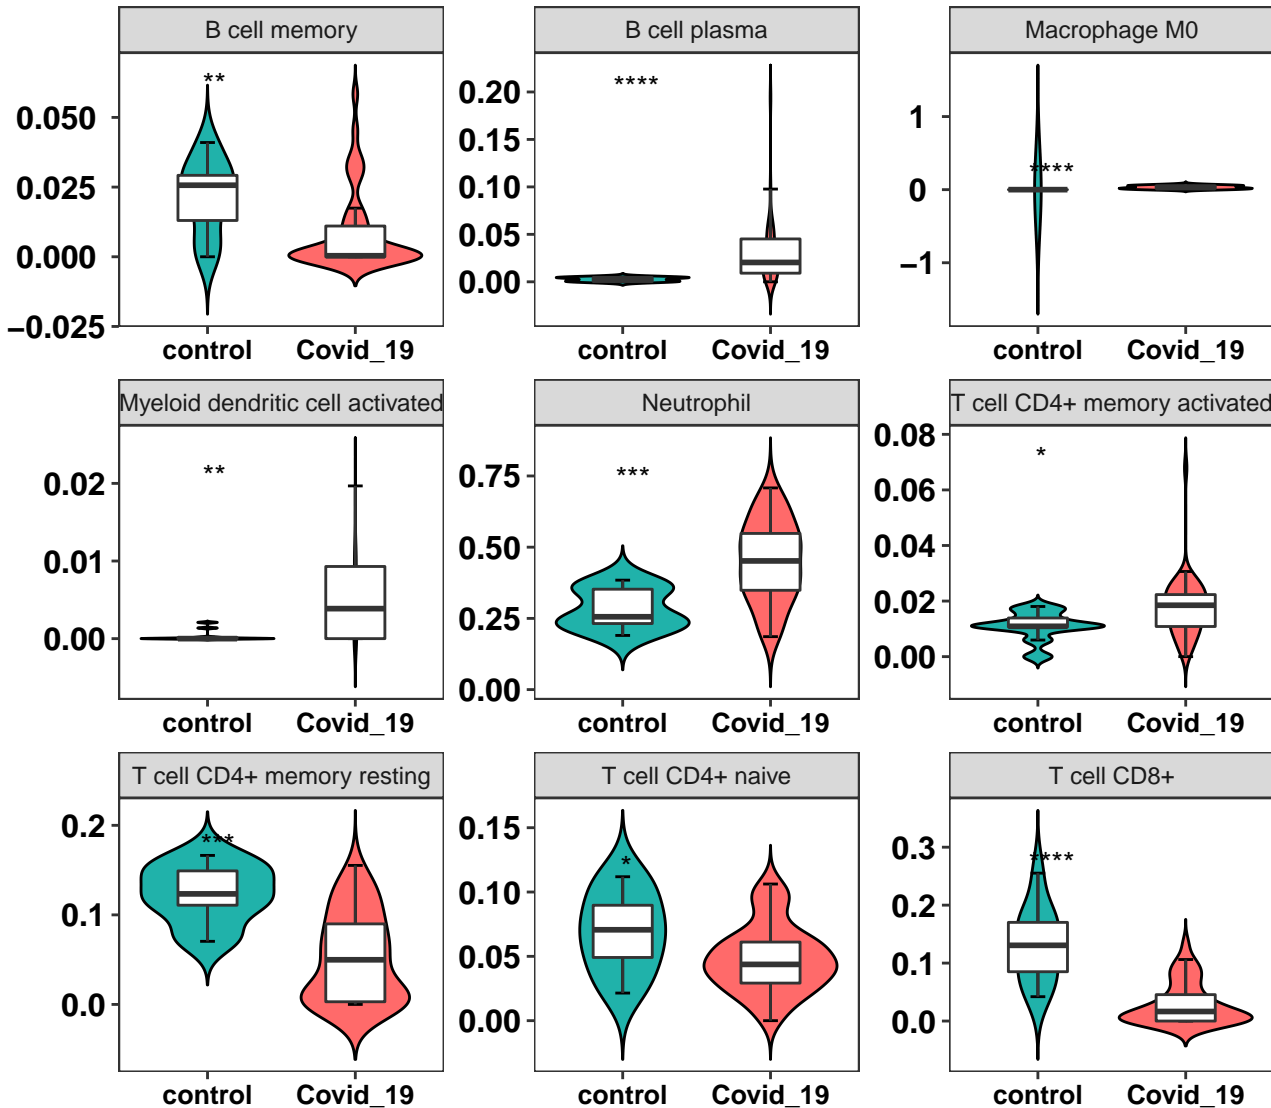 B cell memory
B cell plasma
Macrophage M0
**
****
****
0.050
0.025
0.000
−0.025
0.20
0.15
0.10
0.05
0.00
1
0
−1
control Covid_19
control Covid_19
control Covid_19
Myeloid dendritic cell activated
Neutrophil
T cell CD4+ memory activated
**
***
*
0.02
0.01
0.00
0.75
0.50
0.25
0.00
0.08
0.06
0.04
0.02
0.00
control Covid_19
control Covid_19
control Covid_19
T cell CD4+ memory resting
T cell CD4+ naive
T cell CD8+
***
*
****
0.2
0.1
0.0
0.15
0.10
0.05
0.00
0.3
0.2
0.1
0.0
control Covid_19
control Covid_19
control Covid_19